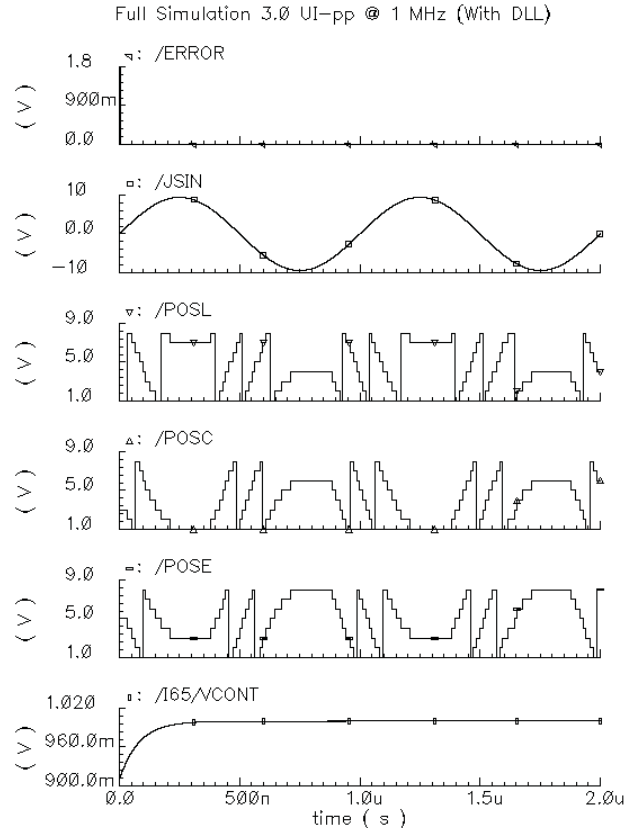 Full Simulation 3.0 UI-pp @ 1 MHz (With DLL)
: /ERROR
1.8
900m
0.0
(V)
: /JSIN
10
0.0
-10
(V)
: /POSL
9.0
5.0
1.0
(V)
: /POSC
9.0
5.0
1.0
(V)
: /POSE
9.0
5.0
1.0
(V)
: /I65/VCONT
1.020
960.0m
900.0m
(V)
0.0 500n 1.0u 1.5u 2.0u
time ( s )